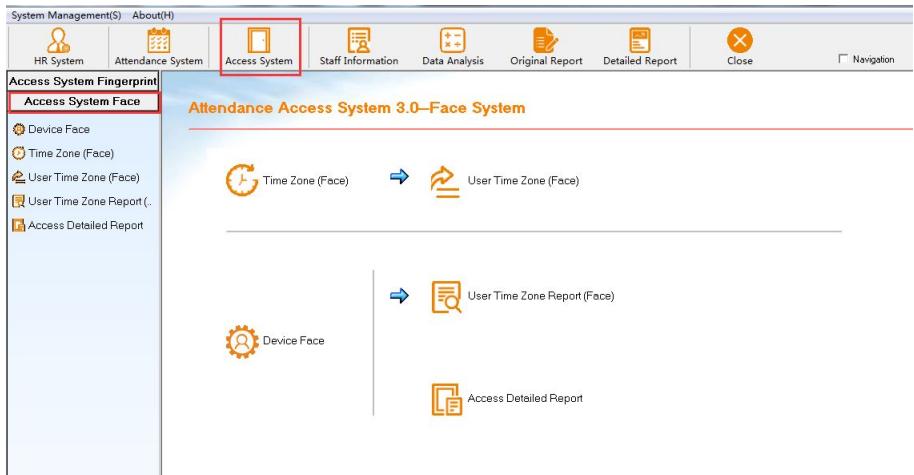 System Management(S) About(H)
HR System Attendance System Access System Staff Information Data Analysis Original Report Detailed Report Close Navigation
Access System Fingerprint
Access System Face
Device Face
Time Zone (Face)
User Time Zone (Face)
User Time Zone Report (..
Access Detailed Report
Attendance Access System 3.0–Face System
Time Zone (Face) User Time Zone (Face)
User Time Zone Report (Face)
Device Face
Access Detailed Report